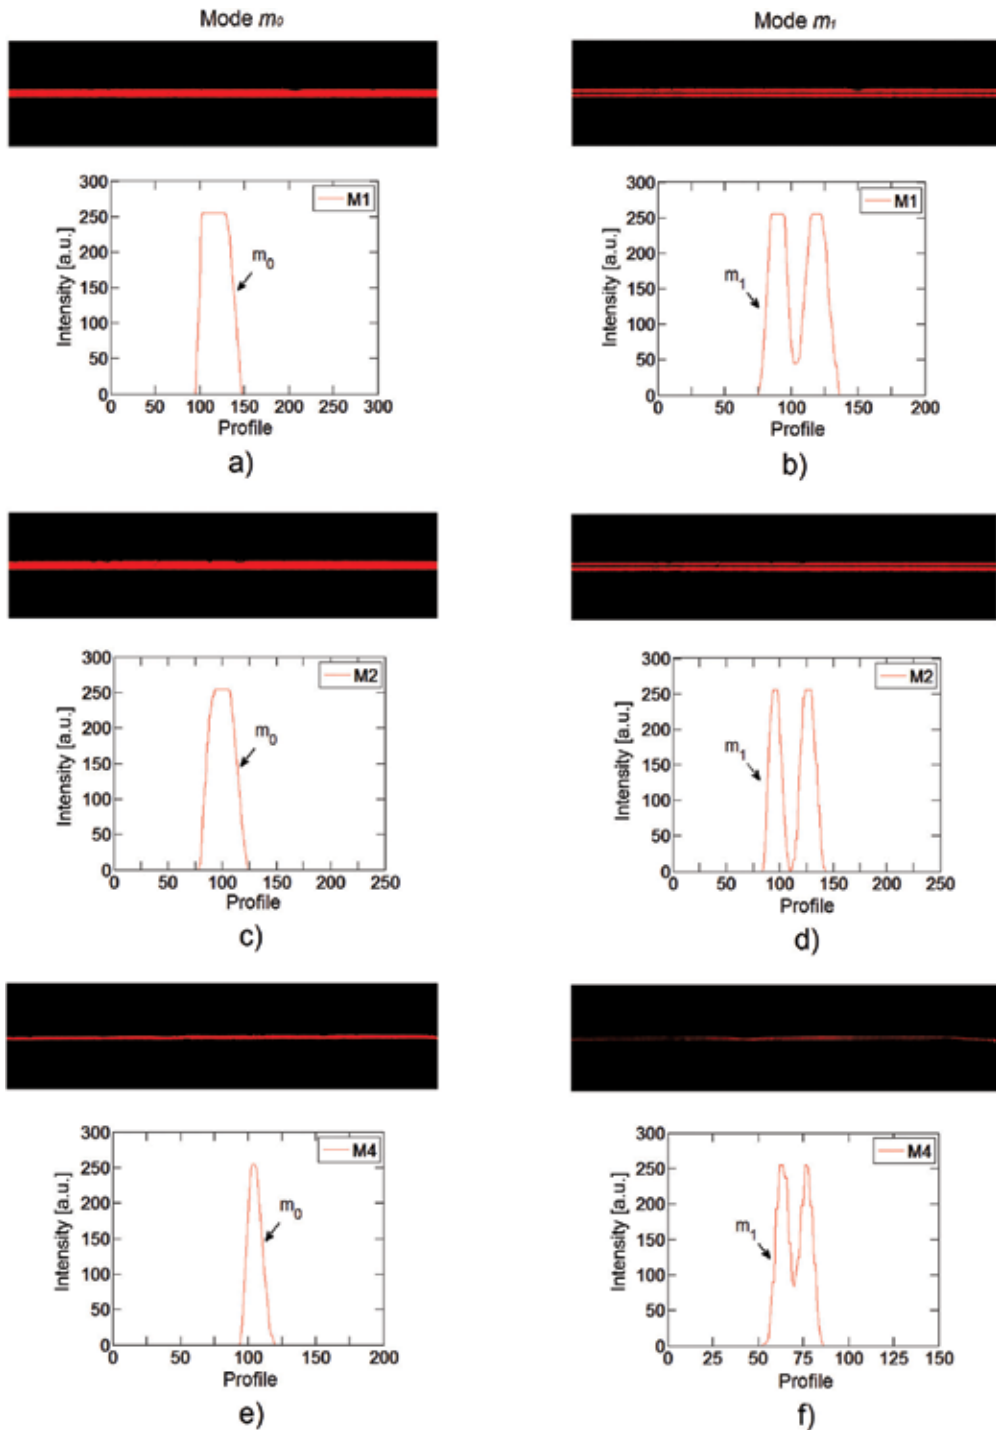 Mode m₀
Mode m₁
300
250
200
150
100
50
0
Intensity [a.u.]
M1
m₀
0 50 100 150 200 250 300
Profile
a)
300
250
200
150
100
50
0
Intensity [a.u.]
M1
m₁
0 50 100 150 200
Profile
b)
300
250
200
150
100
50
0
Intensity [a.u.]
M2
m₀
0 50 100 150 200 250
Profile
c)
300
250
200
150
100
50
0
Intensity [a.u.]
M2
m₁
0 50 100 150 200 250
Profile
d)
300
250
200
150
100
50
0
Intensity [a.u.]
M4
m₀
0 50 100 150 200
Profile
e)
300
250
200
150
100
50
0
Intensity [a.u.]
M4
m₁
0 25 50 75 100 125 150
Profile
f)